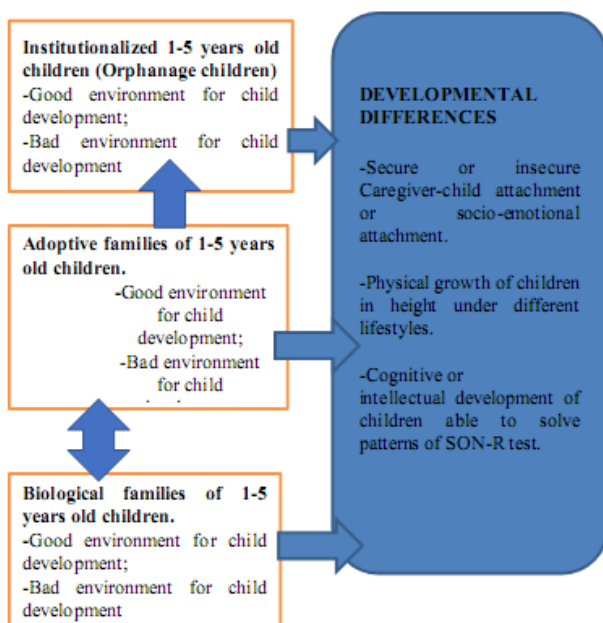 Institutionalized 1-5 years old
children (Orphanage children)
-Good environment for child
development;
-Bad environment for child
development
Adoptive families of 1-5 years
old children.
-Good environment
for child
development;
-Bad environment
for child
Biological families of 1-5
years old children.
-Good environment for child
development;
-Bad environment for child
development
DEVELOPMENTAL
DIFFERENCES
-Secure or insecure
Caregiver-child attachment
or socio-emotional
attachment.
-Physical growth of children
in height under different
lifestyles.
-Cognitive or
intellectual development of
children able to solve
patterns of SON-R test.